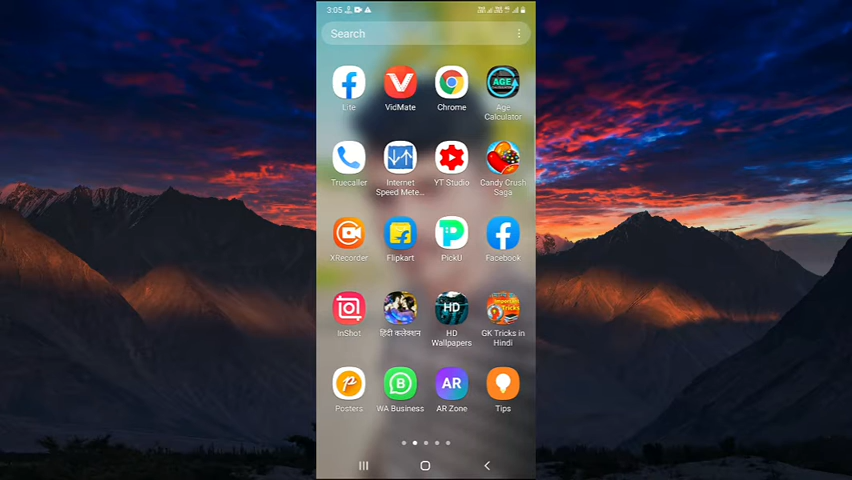 3:05
Search
Lite
VidMate
Chrome
AGE
Age
Calculator
Truecaller
Internet
Speed Mete...
YT Studio
Candy Crush
Saga
XRecorder
Flipkart
PickU
Facebook
InShot
हिंदी कलेक्शन
HD
HD
Wallpapers
GK Tricks in
Hindi
Posters
WA Business
AR
AR Zone
Tips